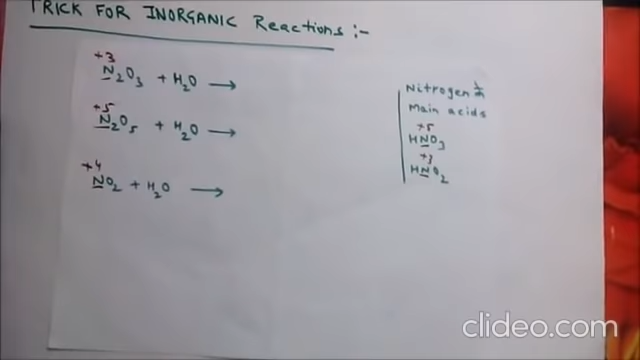 TRICK FOR INORGANIC Reactions :-
+3
N2O3 + H2O →
+5
N2O5 + H2O →
+4
NO2 + H2O →
Nitrogen के
Main acids
+5
HNO3
+3
HNO2
clideo.com